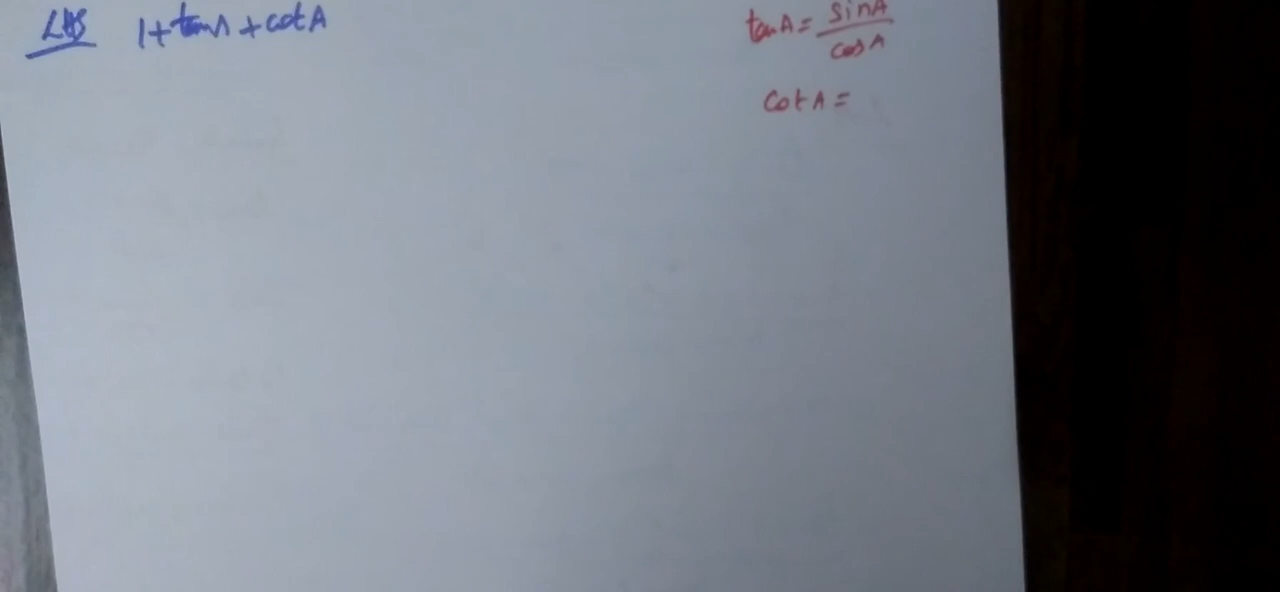 LHS 1+tanA+cotA
tanA = sinA/cosA
cotA =